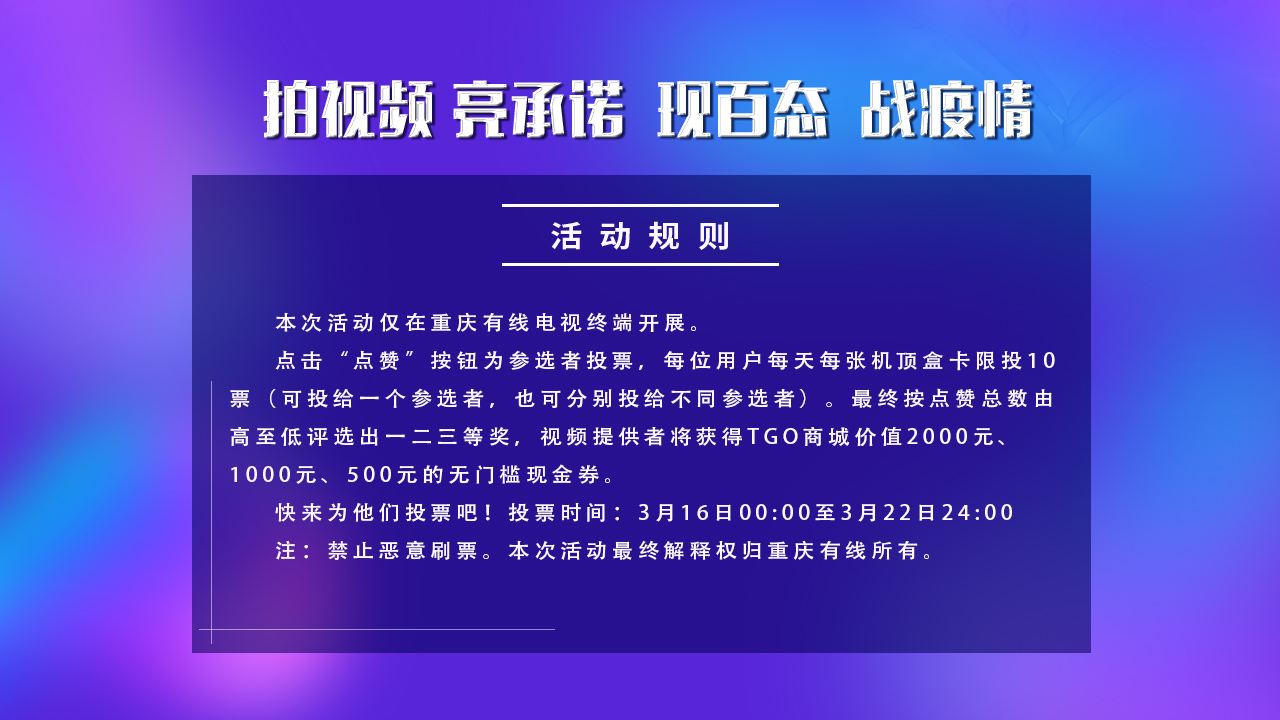 拍视频 亮承诺 现百态 战疫情
活动规则
本次活动仅在重庆有线电视终端开展。
点击“点赞”按钮为参选者投票，每位用户每天每张机顶盒卡限投10
票（可投给一个参选者，也可分别投给不同参选者）。最终按点赞总数由
高至低评选出一二三等奖，视频提供者将获得TGO商城价值2000元、
1000元、500元的无门槛现金券。
快来为他们投票吧！投票时间：3月16日00:00至3月22日24:00
注：禁止恶意刷票。本次活动最终解释权归重庆有线所有。